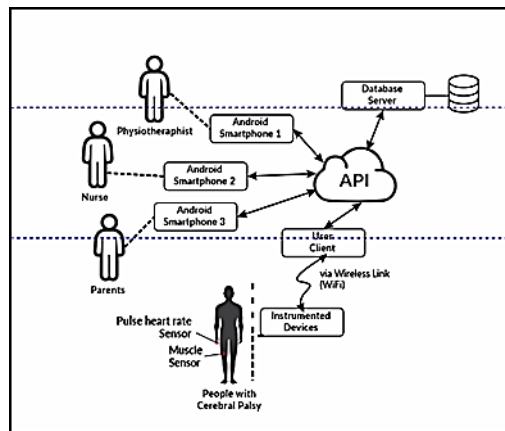 Database
Server
Physiotheraphist
Android
Smartphone 1
Nurse
Android
Smartphone 2
API
Android
Smartphone 3
Parents
User
Client
via Wireless Link
(WiFi)
Instrumented
Devices
Pulse heart rate
Sensor
Muscle
Sensor
People with
Cerebral Palsy